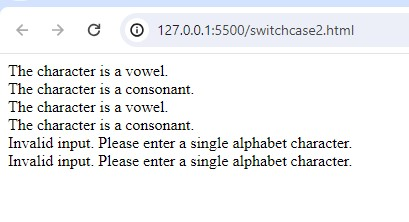 127.0.0.1:5500/switchcase2.html
The character is a vowel.
The character is a consonant.
The character is a vowel.
The character is a consonant.
Invalid input. Please enter a single alphabet character.
Invalid input. Please enter a single alphabet character.